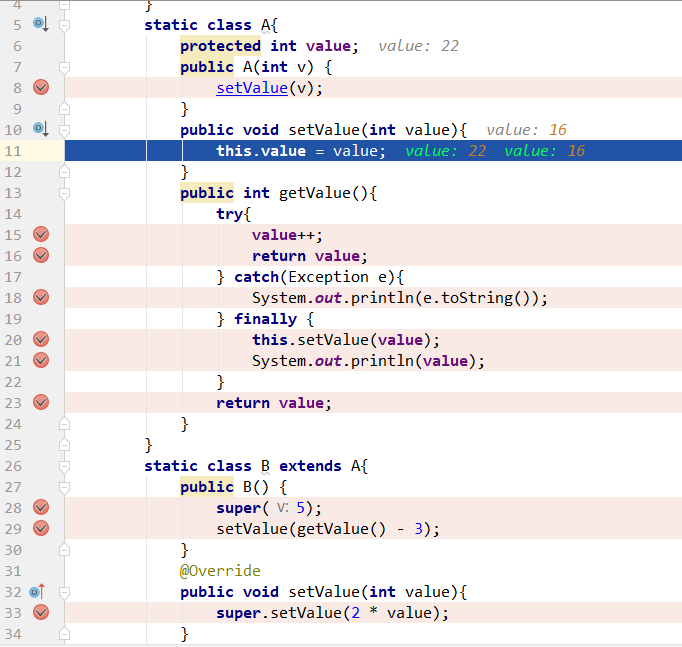 4 }
5 static class A{
6 protected int value; value: 22
7 public A(int v) {
8 setValue(v);
9 }
10 public void setValue(int value){ value: 16
11 this.value = value; value: 22 value: 16
12 }
13 public int getValue(){
14 try{
15 value++;
16 return value;
17 } catch(Exception e){
18 System.out.println(e.toString());
19 } finally {
20 this.setValue(value);
21 System.out.println(value);
22 }
23 return value;
24 }
25 }
26 static class B extends A{
27 public B() {
28 super( v: 5);
29 setValue(getValue() - 3);
30 }
31 @Override
32 public void setValue(int value){
33 super.setValue(2 * value);
34 }